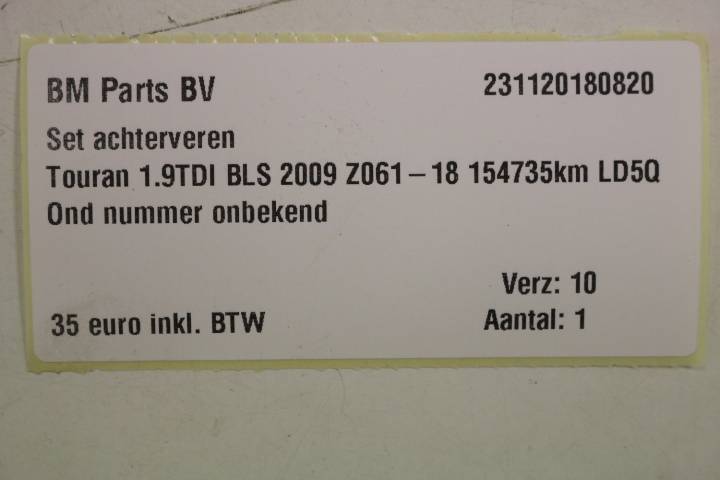 BM Parts BV 231120180820
Set achterveren
Touran 1.9TDI BLS 2009 Z061-18 154735km LD5Q
Ond nummer onbekend
Verz: 10
35 euro inkl. BTW Aantal: 1